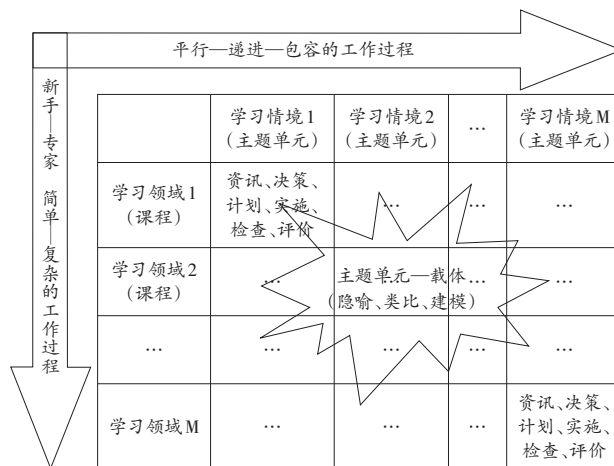 平行—递进—包容的工作过程
新手—专家 简单—复杂的工作过程
学习情境1
(主题单元)
学习情境2
(主题单元)
…
学习情境M
(主题单元)
学习领域1
(课程)
资讯、决策、
计划、实施、
检查、评价
…
…
…
学习领域2
(课程)
…
…
…
主题单元—载体
(隐喻、类比、建模)
…
…
…
…
…
…
学习领域M
…
…
…
资讯、决策、
计划、实施、
检查、评价